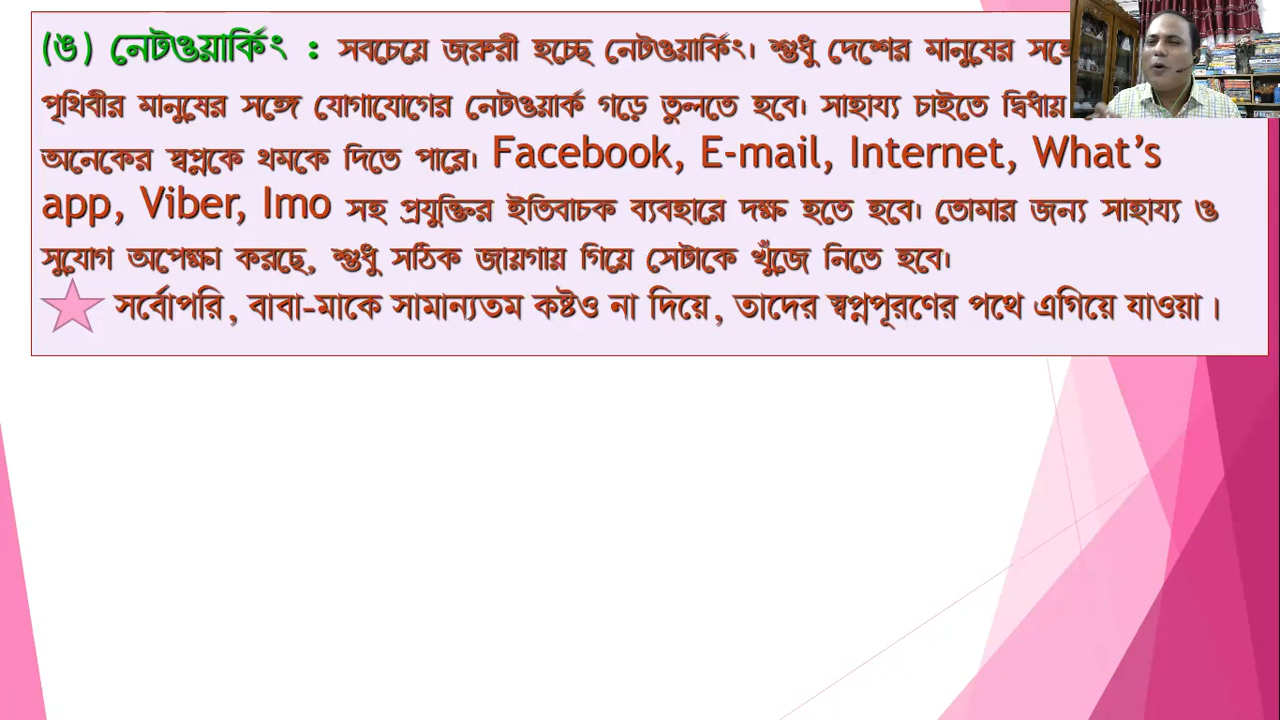 (ঙ) নেটওয়ার্কিং : সবচেয়ে জরুরী হচ্ছে নেটওয়ার্কিং। শুধু দেশের মানুষের
পৃথিবীর মানুষের সঙ্গে যোগাযোগের নেটওয়ার্ক গড়ে তুলতে হবে। সাহায্য চাইতে দ্বিধায়
অনেকের স্বপ্নকে থমকে দিতে পারে। Facebook, E-mail, Internet, What's
app, Viber, Imo সহ প্রযুক্তির ইতিবাচক ব্যবহারে দক্ষ হতে হবে। তোমার জন্য সাহায্য ও
সুযোগ অপেক্ষা করছে, শুধু সঠিক জায়গায় গিয়ে সেটাকে খুঁজে নিতে হবে।
সর্বোপরি, বাবা-মাকে সামান্যতম কষ্টও না দিয়ে, তাদের স্বপ্নপূরণের পথে এগিয়ে যাওয়া।